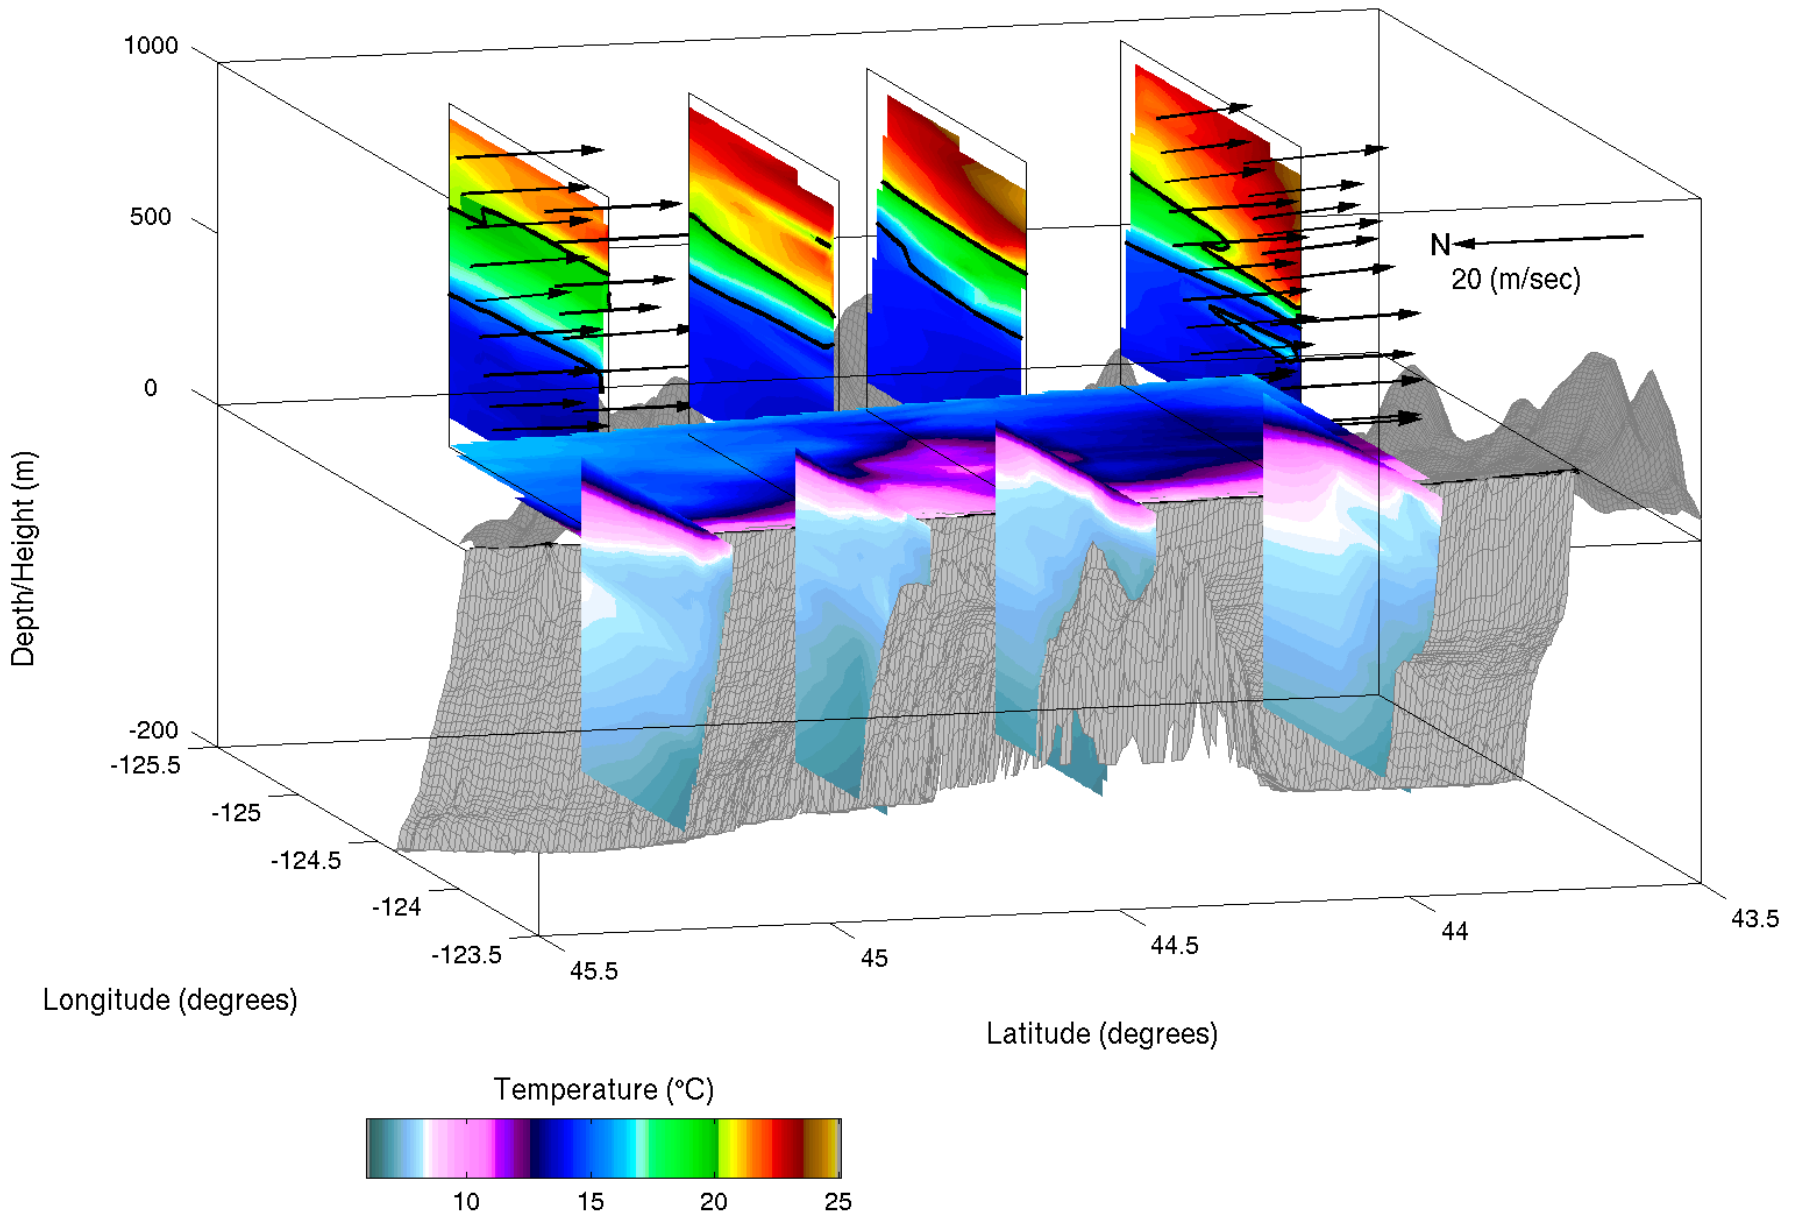 1000
500
0
-200
Depth/Height (m)
N
20 (m/sec)
-125.5
-125
-124.5
-124
-123.5
45.5
45
44.5
44
43.5
Longitude (degrees)
Latitude (degrees)
Temperature (°C)
10 15 20 25